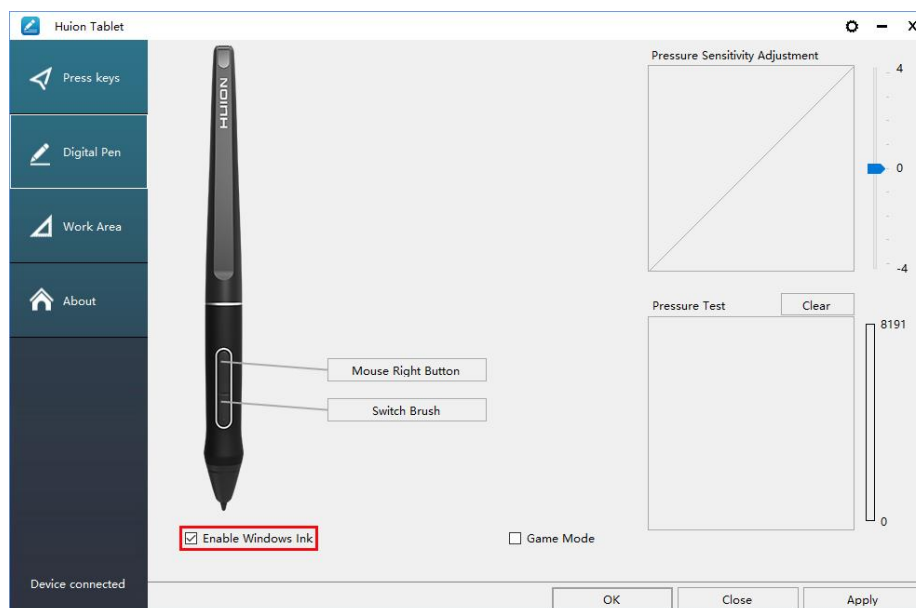 Huion Tablet
Press keys
Digital Pen
Work Area
About
Device connected
HUION
Mouse Right Button
Switch Brush
Enable Windows Ink
Game Mode
Pressure Sensitivity Adjustment
4
0
-4
Pressure Test
Clear
8191
0
OK
Close
Apply